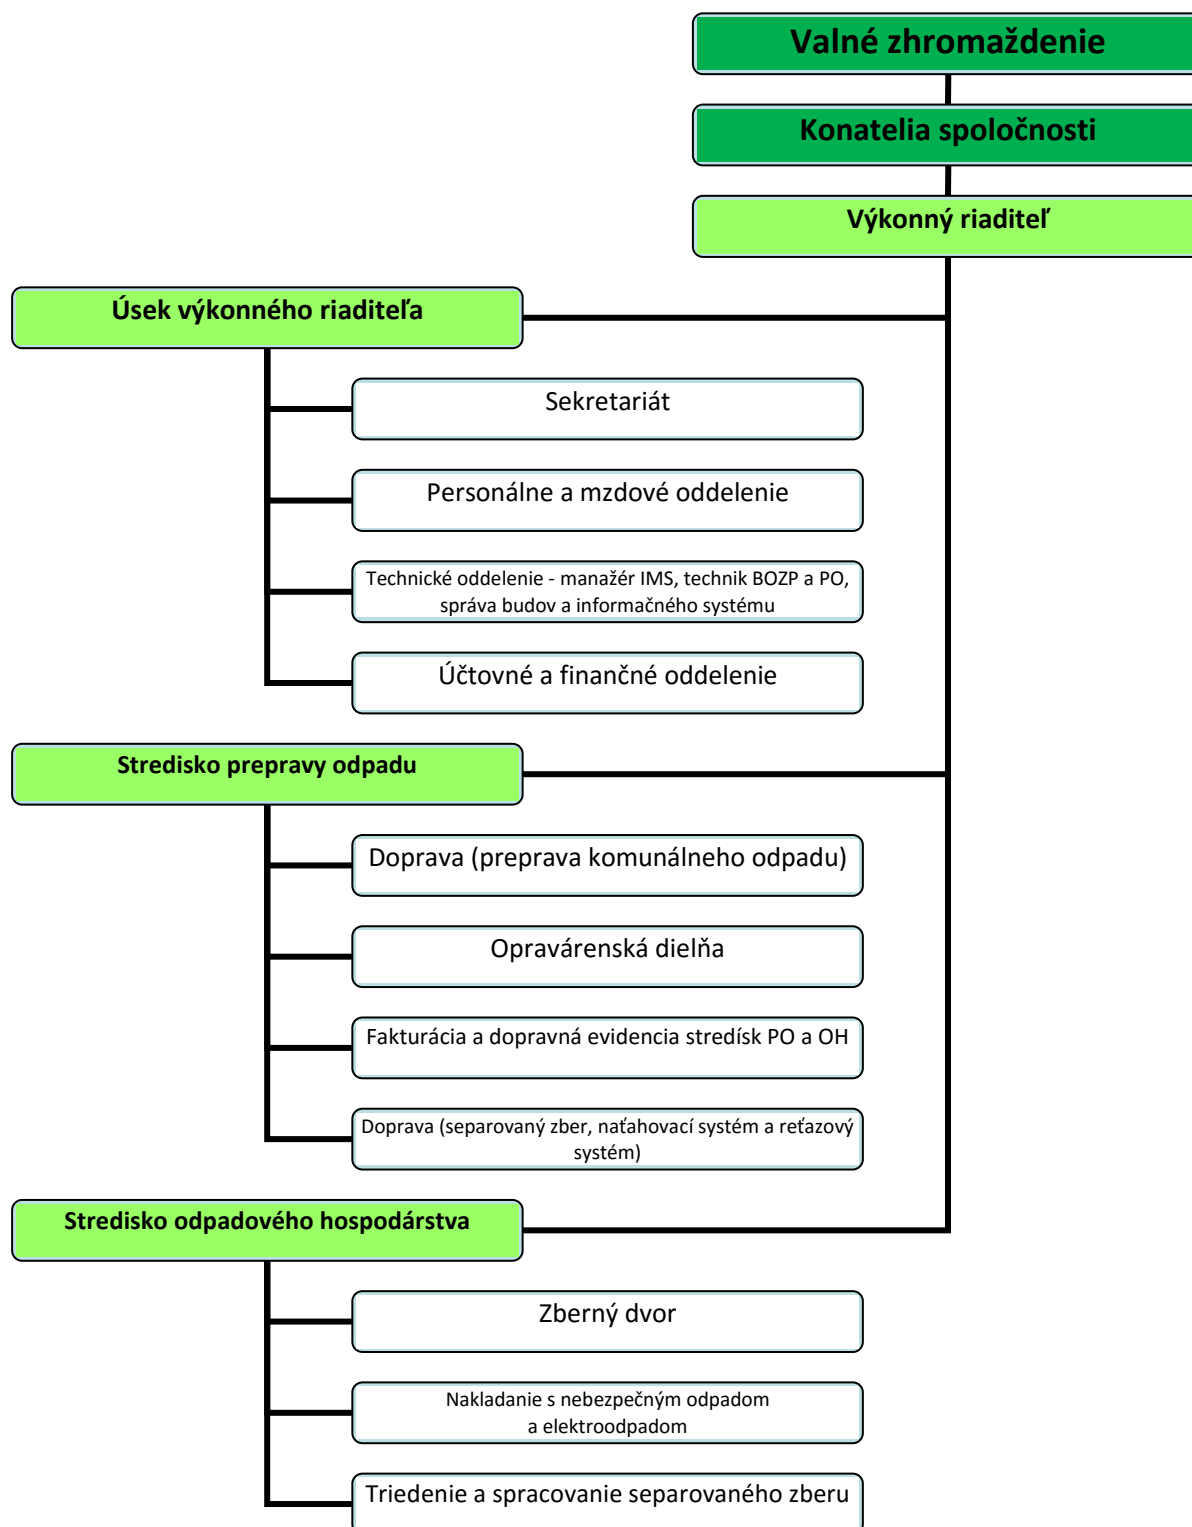 Valné zhromaždenie
Konatelia spoločnosti
Výkonný riaditeľ
Úsek výkonného riaditeľa
Sekretariát
Personálne a mzdové oddelenie
Technické oddelenie - manažér IMS, technik BOZP a PO,
správa budov a informačného systému
Účtovné a finančné oddelenie
Stredisko prepravy odpadu
Doprava (preprava komunálneho odpadu)
Opravárenská dielňa
Fakturácia a dopravná evidencia stredísk PO a OH
Doprava (separovaný zber, naťahovací systém a reťazový
systém)
Stredisko odpadového hospodárstva
Zberný dvor
Nakladanie s nebezpečným odpadom
a elektroodpadom
Triedenie a spracovanie separovaného zberu